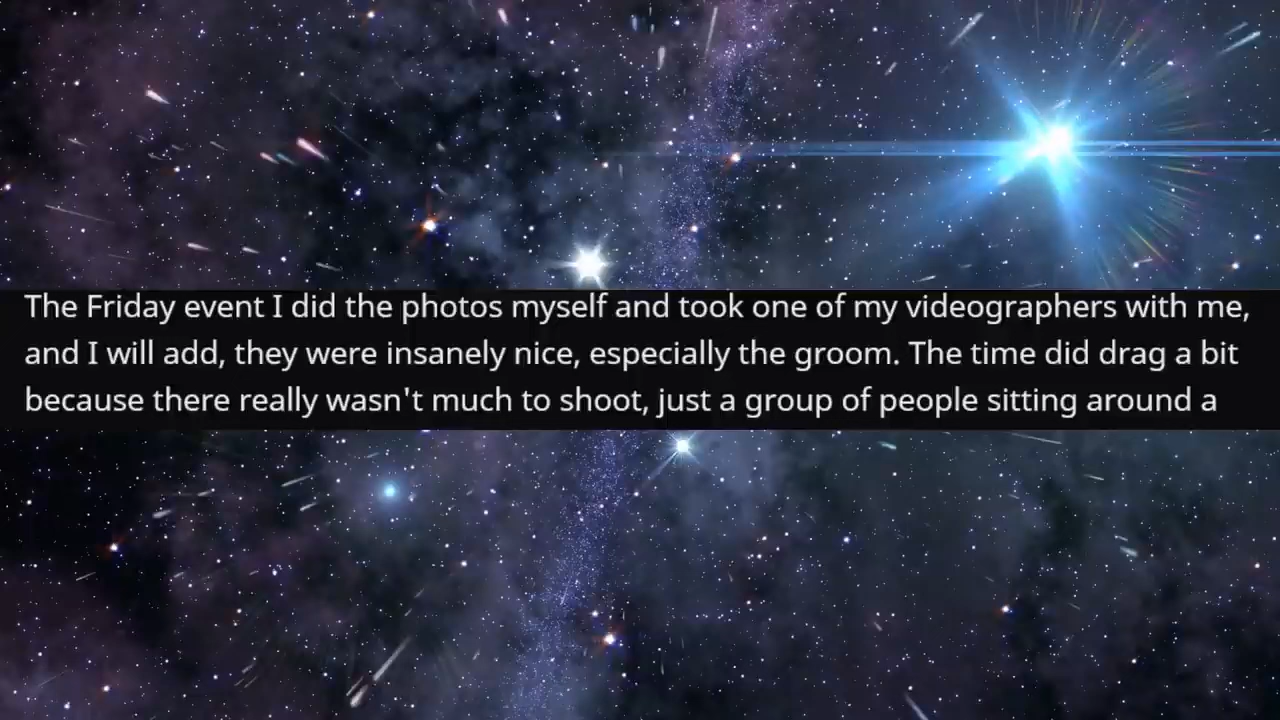 The Friday event I did the photos myself and took one of my videographers with me,
and I will add, they were insanely nice, especially the groom. The time did drag a bit
because there really wasn't much to shoot, just a group of people sitting around a